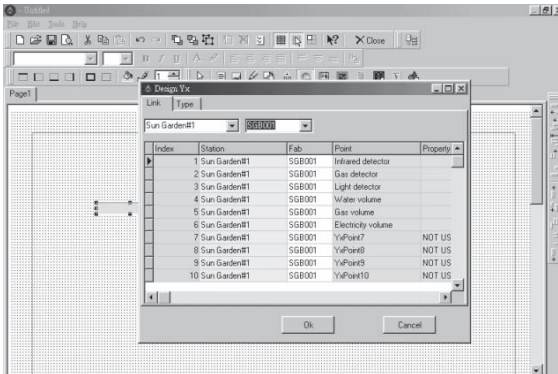 - Untitled
File Edit Tools Help
Close
1
Page1
Design Yx
Link Type
Sun Garden#1 SGB001
Index Station Fab Point Property
1 Sun Garden#1 SGB001 Infrared detector
2 Sun Garden#1 SGB001 Gas detector
3 Sun Garden#1 SGB001 Light detector
4 Sun Garden#1 SGB001 Water volume
5 Sun Garden#1 SGB001 Gas volume
6 Sun Garden#1 SGB001 Electricity volume
7 Sun Garden#1 SGB001 YxPoint7 NOT US
8 Sun Garden#1 SGB001 YxPoint8 NOT US
9 Sun Garden#1 SGB001 YxPoint9 NOT US
10 Sun Garden#1 SGB001 YxPoint10 NOT US
Ok Cancel